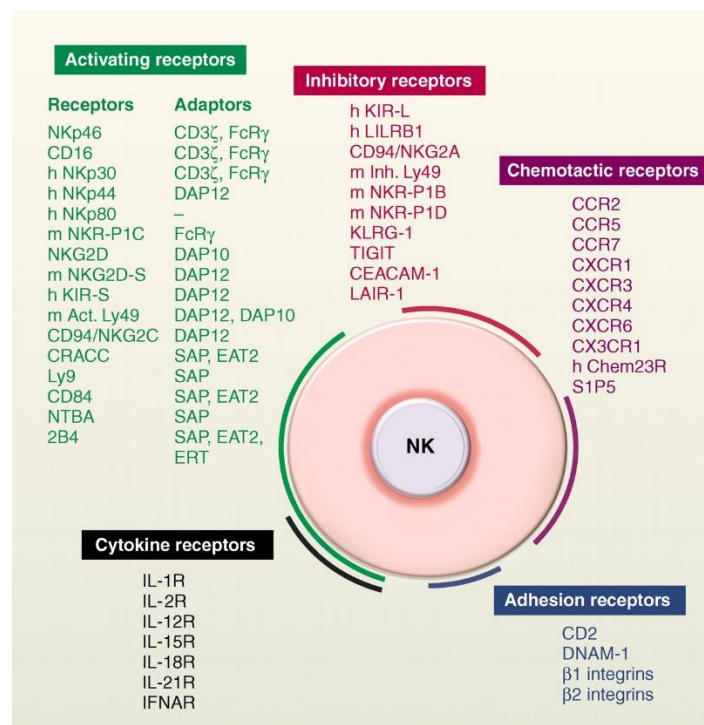 Activating receptors
Receptors Adaptors
NKp46 CD3ζ, FcRγ
CD16 CD3ζ, FcRγ
h NKp30 CD3ζ, FcRγ
h NKp44 DAP12
h NKp80 –
m NKR-P1C FcRγ
NKG2D DAP10
m NKG2D-S DAP12
h KIR-S DAP12
m Act. Ly49 DAP12, DAP10
CD94/NKG2C DAP12
CRACC SAP, EAT2
Ly9 SAP
CD84 SAP, EAT2
NTBA SAP
2B4 SAP, EAT2,
ERT
Inhibitory receptors
h KIR-L
h LILRB1
CD94/NKG2A
m Inh. Ly49
m NKR-P1B
m NKR-P1D
KLRG-1
TIGIT
CEACAM-1
LAIR-1
Chemotactic receptors
CCR2
CCR5
CCR7
CXCR1
CXCR3
CXCR4
CXCR6
CX3CR1
h Chem23R
S1P5
NK
Cytokine receptors
IL-1R
IL-2R
IL-12R
IL-15R
IL-18R
IL-21R
IFNAR
Adhesion receptors
CD2
DNAM-1
β1 integrins
β2 integrins